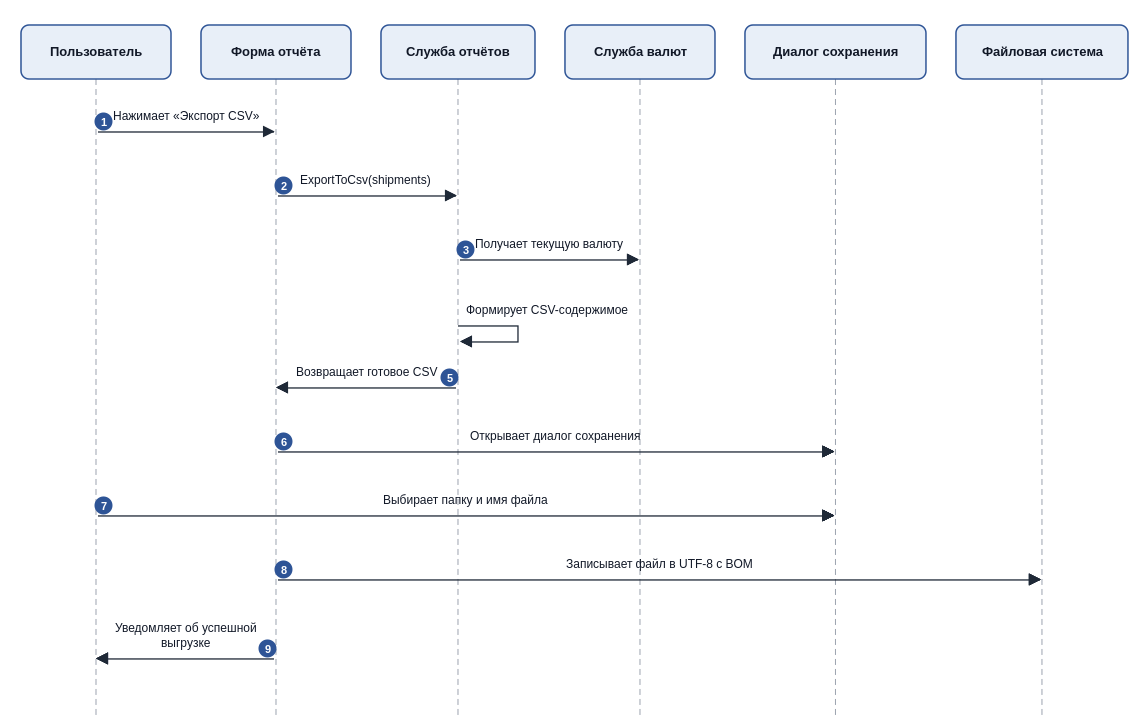 Пользователь
Форма отчёта
Служба отчётов
Служба валют
Диалог сохранения
Файловая система
1 Нажимает «Экспорт CSV»
2 ExportToCsv(shipments)
3 Получает текущую валюту
Формирует CSV-содержимое
Возвращает готовое CSV 5
6 Открывает диалог сохранения
7 Выбирает папку и имя файла
8 Записывает файл в UTF-8 с BOM
Уведомляет об успешной
выгрузке 9